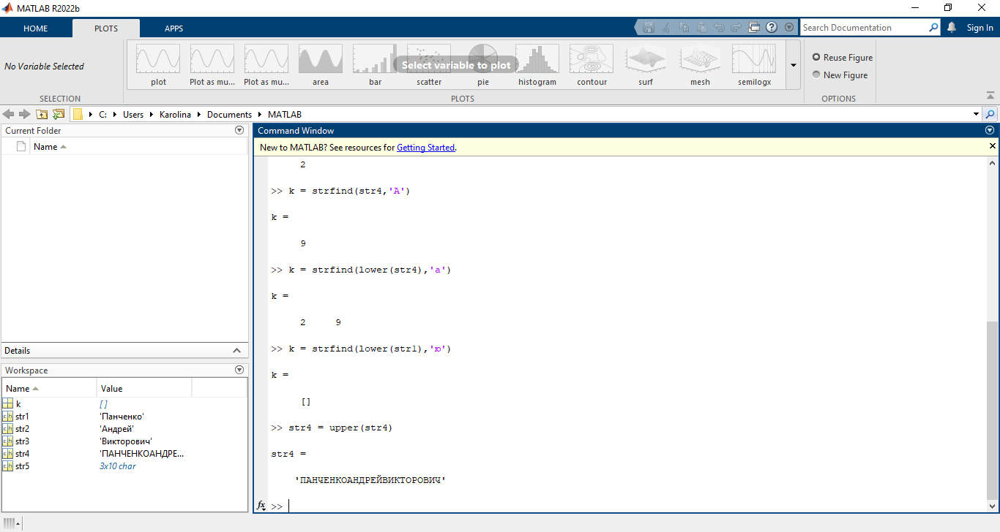 MATLAB R2022b
HOME PLOTS APPS
Search Documentation
Sign In
No Variable Selected
Select variable to plot
plot Plot as mu... Plot as mu... area bar scatter pie histogram contour surf mesh semilogx
Reuse Figure
New Figure
SELECTION PLOTS OPTIONS
C: Users Karolina Documents MATLAB
Current Folder
Name
Details
Workspace
Name Value
k []
str1 'Панченко'
str2 'Андрей'
str3 'Викторович'
str4 'ПАНЧЕНКОАНДРЕ...
str5 3x10 char
Command Window
New to MATLAB? See resources for Getting Started.
2
>> k = strfind(str4,'А')
k =
9
>> k = strfind(lower(str4),'а')
k =
2 9
>> k = strfind(lower(str1),'ю')
k =
[]
>> str4 = upper(str4)
str4 =
'ПАНЧЕНКОАНДРЕЙВИКТОРОВИЧ'
fx >>